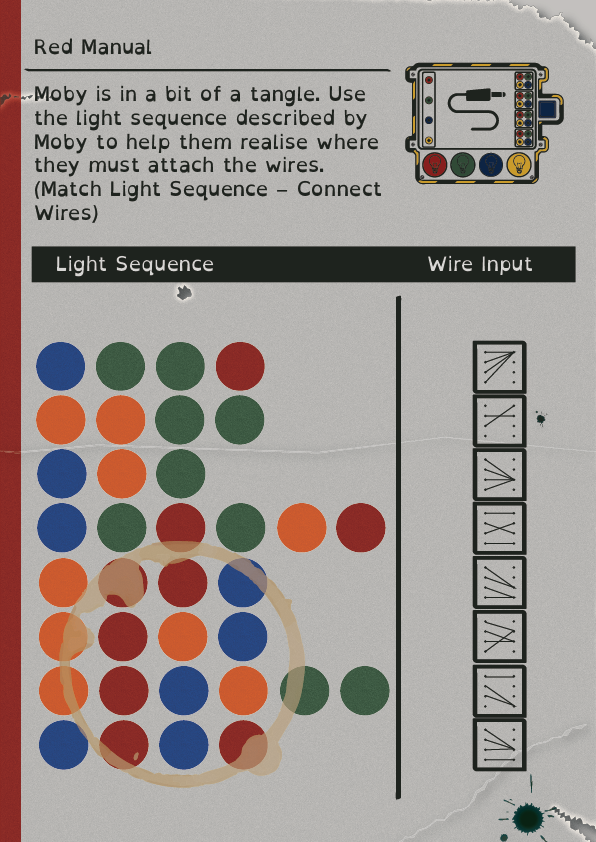 Red Manual
Moby is in a bit of a tangle. Use
the light sequence described by
Moby to help them realise where
they must attach the wires.
(Match Light Sequence – Connect
Wires)
Light Sequence
Wire Input